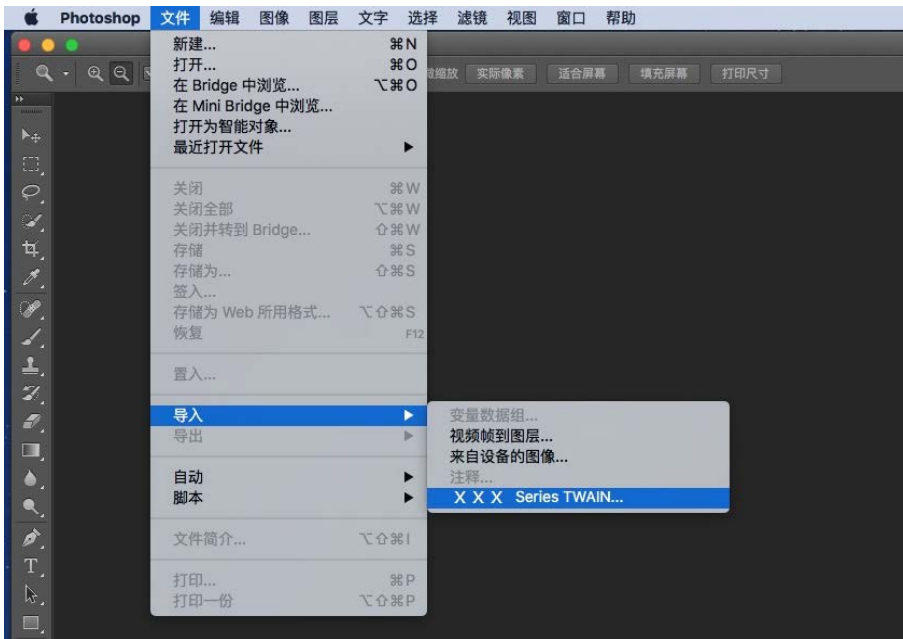 Photoshop 文件 编辑 图像 图层 文字 选择 滤镜 视图 窗口 帮助
缩放 实际像素 适合屏幕 填充屏幕 打印尺寸
新建... ⌘N
打开... ⌘O
在 Bridge 中浏览... ⌥⌘O
在 Mini Bridge 中浏览...
打开为智能对象...
最近打开文件
关闭 ⌘W
关闭全部 ⌥⌘W
关闭并转到 Bridge... ⇧⌘W
存储 ⌘S
存储为... ⇧⌘S
签入...
存储为 Web 所用格式... ⌥⇧⌘S
恢复 F12
置入...
导入
导出
自动
脚本
文件简介... ⌥⇧⌘I
打印... ⌘P
打印一份 ⌥⇧⌘P
变量数据组...
视频帧到图层...
来自设备的图像...
注释...
X X X Series TWAIN...